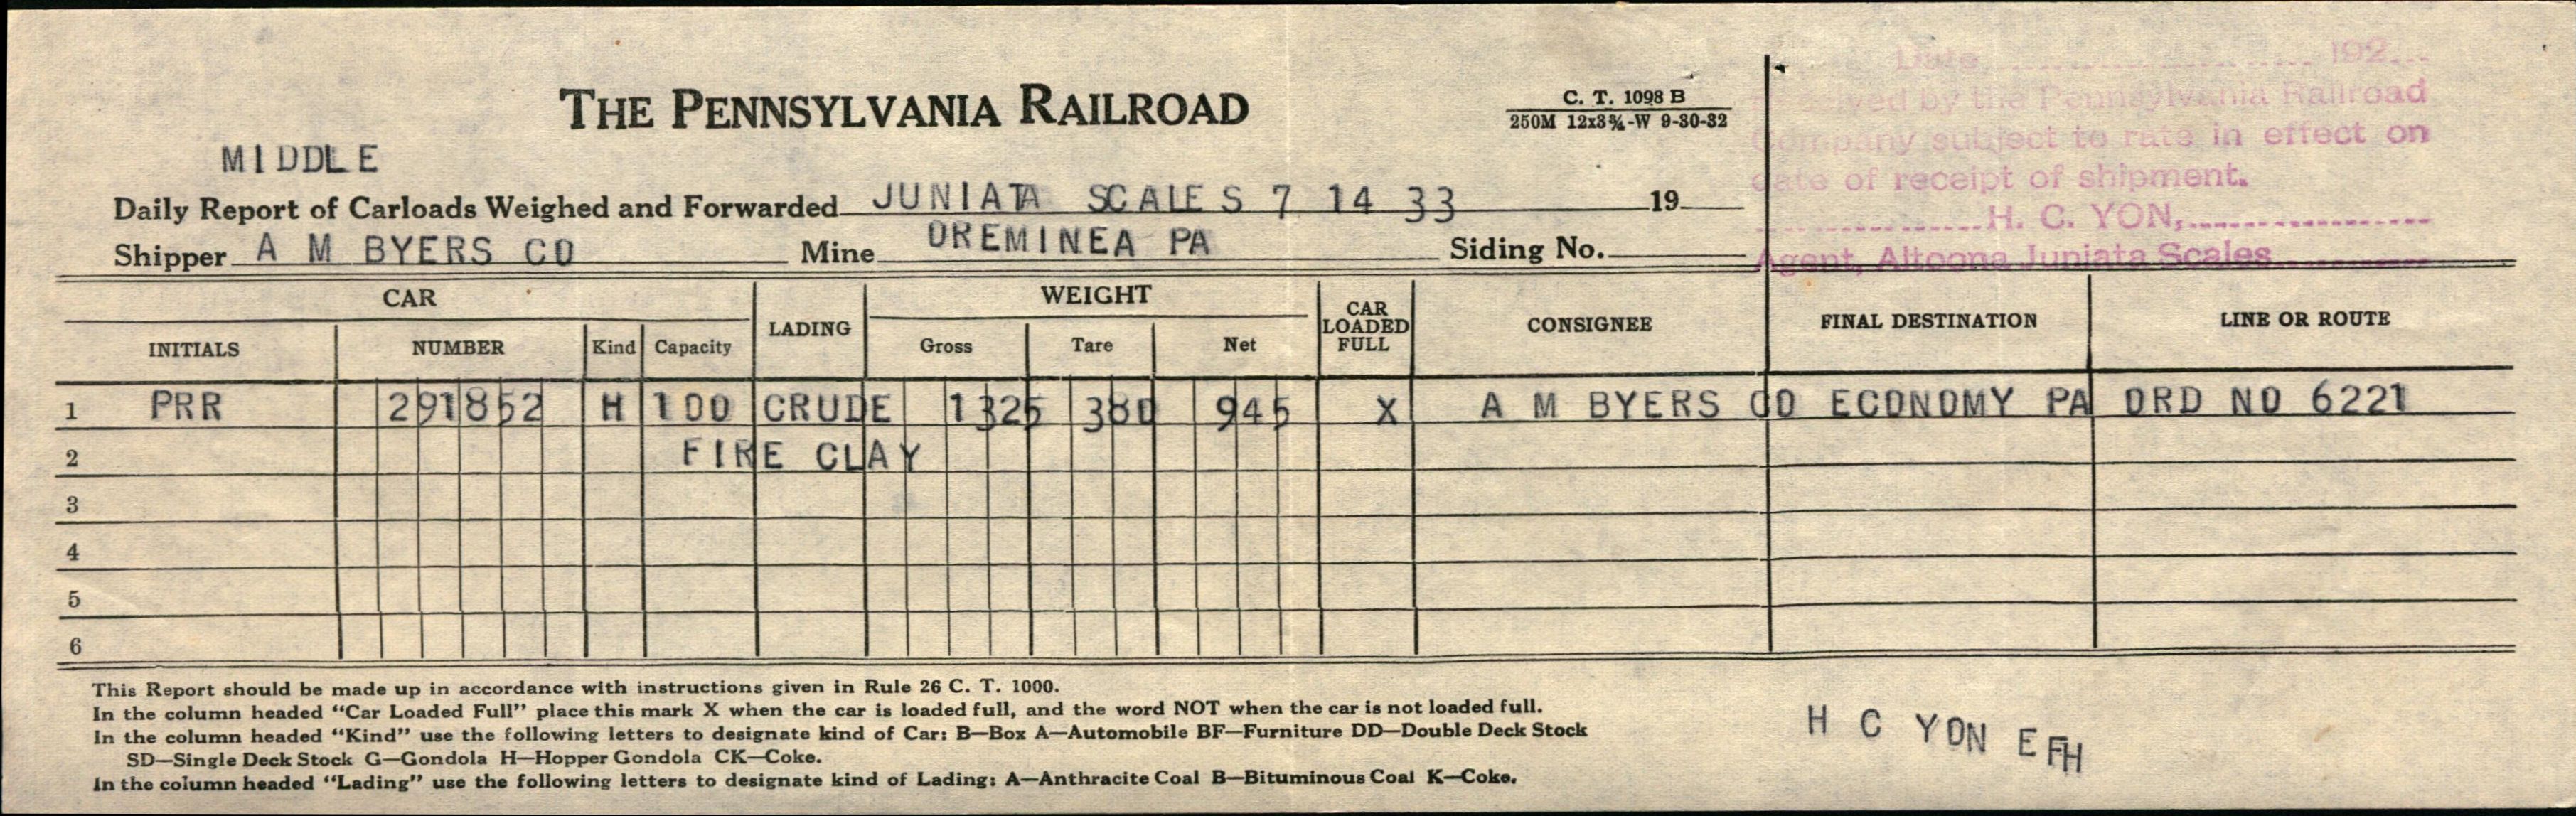 THE PENNSYLVANIA RAILROAD
C. T. 1098 B
250M 12x3¾-W 9-30-32
Date 192
received by the Pennsylvania Railroad
Company subject to rate in effect on
date of receipt of shipment.
H. C. YON,
Agent, Altoona Juniata Scales
MIDDLE
Daily Report of Carloads Weighed and Forwarded JUNIATA SCALES 7 14 33 19
Shipper A M BYERS CO Mine OREMINEA PA Siding No.
CAR LADING WEIGHT CAR LOADED FULL CONSIGNEE FINAL DESTINATION LINE OR ROUTE
INITIALS NUMBER Kind Capacity Gross Tare Net
1 PRR 291852 H 100 CRUDE 1325 380 945 X A M BYERS CO ECONOMY PA ORD NO 6221
2 FIRE CLAY
3
4
5
6
This Report should be made up in accordance with instructions given in Rule 26 C. T. 1000.
In the column headed “Car Loaded Full” place this mark X when the car is loaded full, and the word NOT when the car is not loaded full.
In the column headed “Kind” use the following letters to designate kind of Car: B—Box A—Automobile BF—Furniture DD—Double Deck Stock
SD—Single Deck Stock G—Gondola H—Hopper Gondola CK—Coke.
In the column headed “Lading” use the following letters to designate kind of Lading: A—Anthracite Coal B—Bituminous Coal K—Coke.
H C YON EFH